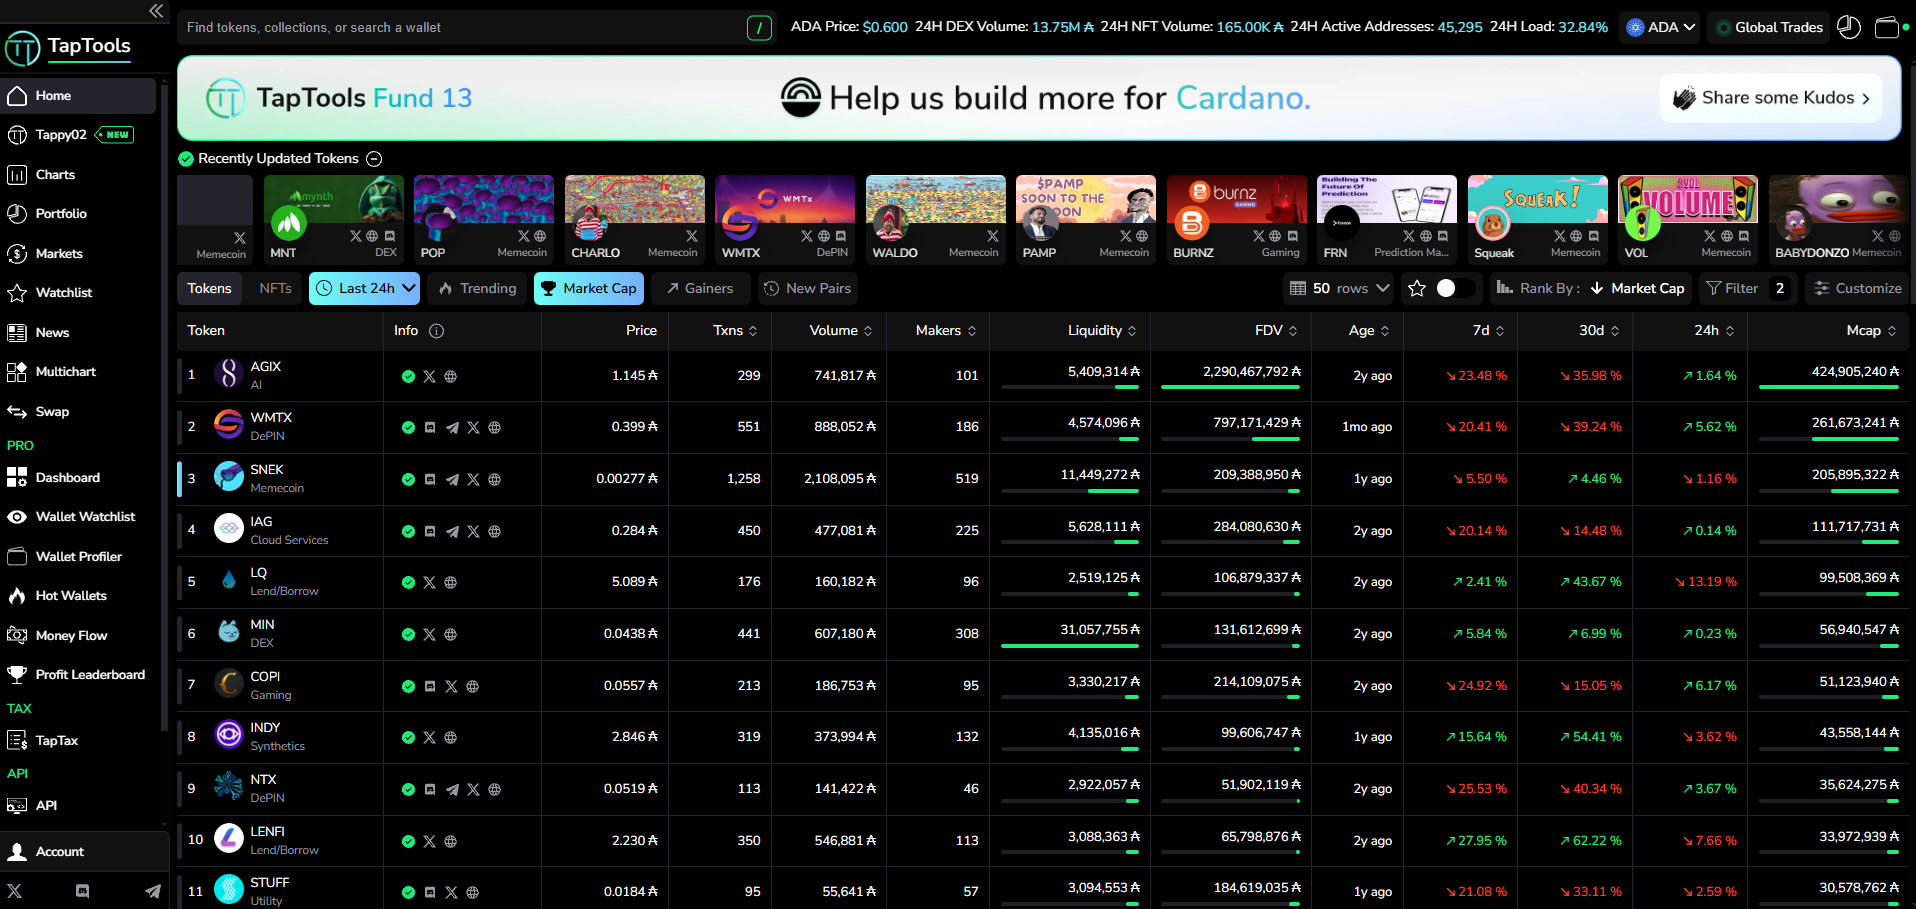 TapTools
Find tokens, collections, or search a wallet
/
ADA Price: $0.600 24H DEX Volume: 13.75M ₳ 24H NFT Volume: 165.00K ₳ 24H Active Addresses: 45,295 24H Load: 32.84%
ADA
Global Trades
TapTools Fund 13
Help us build more for Cardano.
Share some Kudos
Home
Tappy02 NEW
Charts
Portfolio
Markets
Watchlist
News
Multichart
Swap
PRO
Dashboard
Wallet Watchlist
Wallet Profiler
Hot Wallets
Money Flow
Profit Leaderboard
TAX
TapTax
API
API
Account
Recently Updated Tokens
Memecoin
mynth
MNT DEX
POP Memecoin
CHARLO Memecoin
WMTx
WMTX DePIN
WALDO Memecoin
$PAMP
SOON TO THE
MOON
PAMP Memecoin
burnz
GAMING
BURNZ Gaming
Building The
Future Of
Prediction
FRN Prediction Ma...
SQUEAK!
Squeak Memecoin
$VOL
VOLUME
VOL Memecoin
BABYDONZO Memecoin
Tokens NFTs Last 24h Trending Market Cap Gainers New Pairs
50 rows Rank By : Market Cap Filter 2 Customize
Token Info Price Txns Volume Makers Liquidity FDV Age 7d 30d 24h Mcap
1 AGIX 1.145 ₳ 299 741,817 ₳ 101 5,409,314 ₳ 2,290,467,792 ₳ 2y ago 23.48 % 35.98 % 1.64 % 424,905,240 ₳
AI
2 WMTX 0.399 ₳ 551 888,052 ₳ 186 4,574,096 ₳ 797,171,429 ₳ 1mo ago 20.41 % 39.24 % 5.62 % 261,673,241 ₳
DePIN
3 SNEK 0.00277 ₳ 1,258 2,108,095 ₳ 519 11,449,272 ₳ 209,388,950 ₳ 1y ago 5.50 % 4.46 % 1.16 % 205,895,322 ₳
Memecoin
4 IAG 0.284 ₳ 450 477,081 ₳ 225 5,628,111 ₳ 284,080,630 ₳ 2y ago 20.14 % 14.48 % 0.14 % 111,717,731 ₳
Cloud Services
5 LQ 5.089 ₳ 176 160,182 ₳ 96 2,519,125 ₳ 106,879,337 ₳ 2y ago 2.41 % 43.67 % 13.19 % 99,508,369 ₳
Lend/Borrow
6 MIN 0.0438 ₳ 441 607,180 ₳ 308 31,057,755 ₳ 131,612,699 ₳ 2y ago 5.84 % 6.99 % 0.23 % 56,940,547 ₳
DEX
7 COPI 0.0557 ₳ 213 186,753 ₳ 95 3,330,217 ₳ 214,109,075 ₳ 2y ago 24.92 % 15.05 % 6.17 % 51,123,940 ₳
Gaming
8 INDY 2.846 ₳ 319 373,994 ₳ 132 4,135,016 ₳ 99,606,747 ₳ 1y ago 15.64 % 54.41 % 3.62 % 43,558,144 ₳
Synthetics
9 NTX 0.0519 ₳ 113 141,422 ₳ 46 2,922,057 ₳ 51,902,119 ₳ 2y ago 25.53 % 40.34 % 3.67 % 35,624,275 ₳
DePIN
10 LENFI 2.230 ₳ 350 546,881 ₳ 113 3,088,363 ₳ 65,798,876 ₳ 2y ago 27.95 % 62.22 % 7.66 % 33,972,939 ₳
Lend/Borrow
11 STUFF 0.0184 ₳ 95 55,641 ₳ 57 3,094,553 ₳ 184,619,035 ₳ 1y ago 21.08 % 33.11 % 2.59 % 30,578,762 ₳
Utility